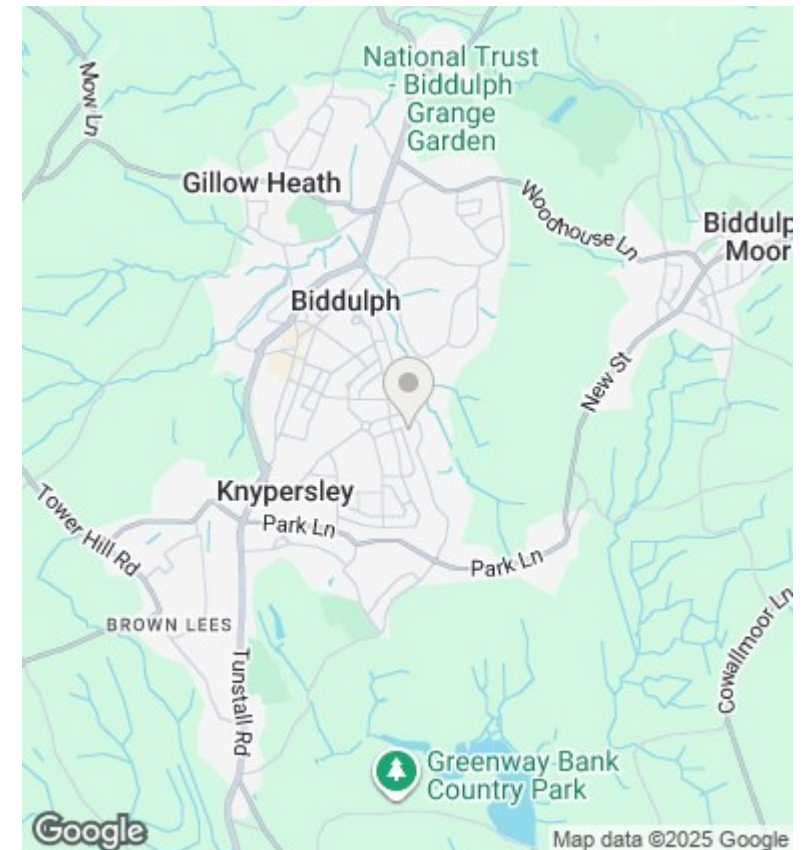 National Trust
- Biddulph
Grange
Garden
Mow Ln
Gillow Heath
Woodhouse Ln
Biddulp
Moor
Biddulph
New St
Knypersley
Park Ln
Tower Hill Rd
Park Ln
BROWN LEES
Cowallmoor Ln
Tunstall Rd
Greenway Bank
Country Park
Google
Map data ©2025 Google